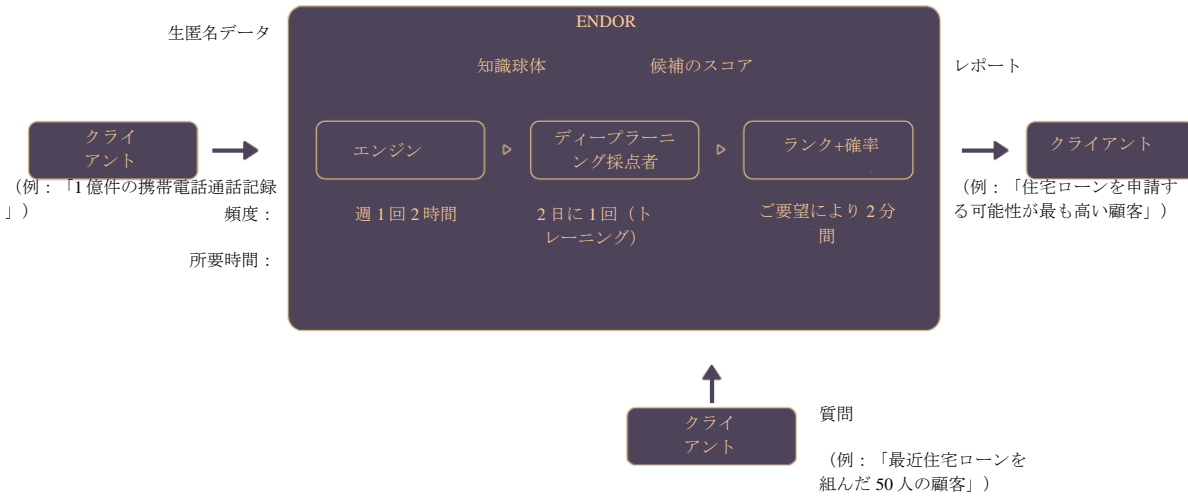 ENDOR
生匿名データ
知識球体
候補のスコア
レポート
クライ
アント
エンジン
ディープラーニ
ング採点者
ランク+確率
クライアント
（例：「1 億件の携帯電話通話記録
」）
頻度：
週 1 回 2 時間
2 日に 1 回（ト
レーニング）
ご要望により 2 分
間
（例：「住宅ローンを申請す
る可能性が最も高い顧客」）
所要時間：
クライ
アント
質問
（例：「最近住宅ローンを
組んだ 50 人の顧客」）